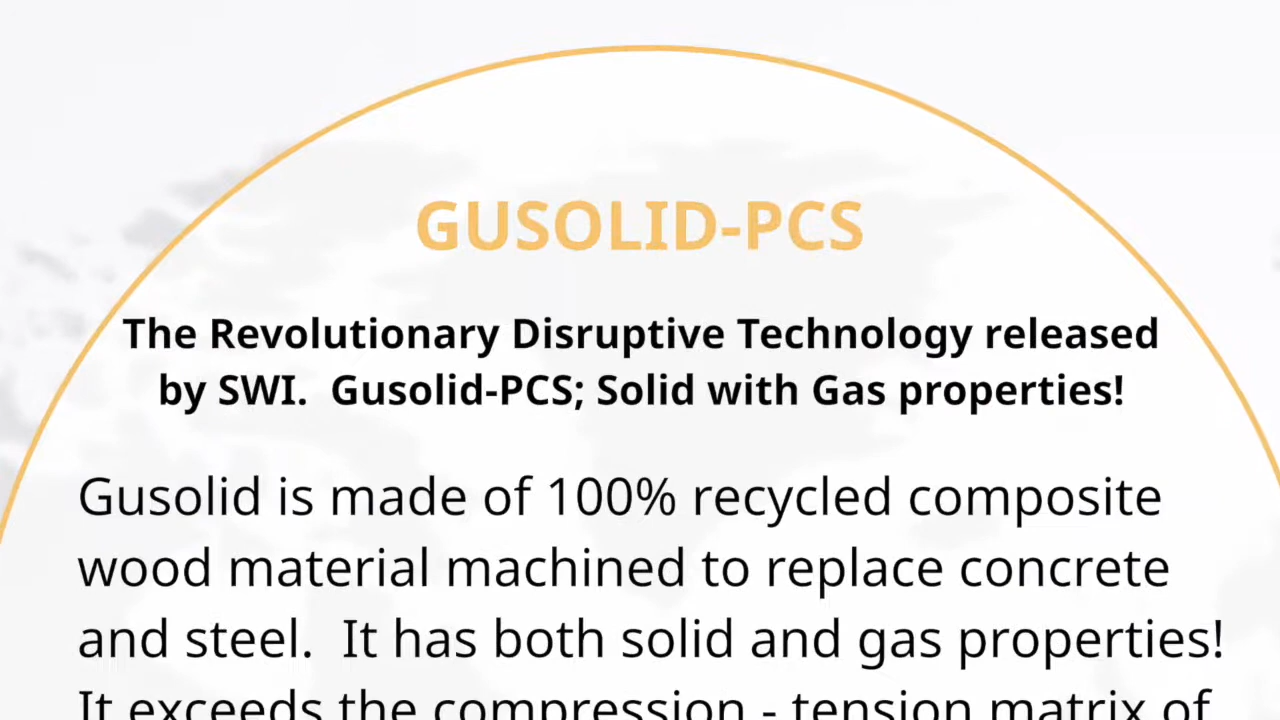 GUSOLID-PCS
The Revolutionary Disruptive Technology released
by SWI.  Gusolid-PCS; Solid with Gas properties!
Gusolid is made of 100% recycled composite
wood material machined to replace concrete
and steel.  It has both solid and gas properties!
It exceeds the compression - tension matrix of